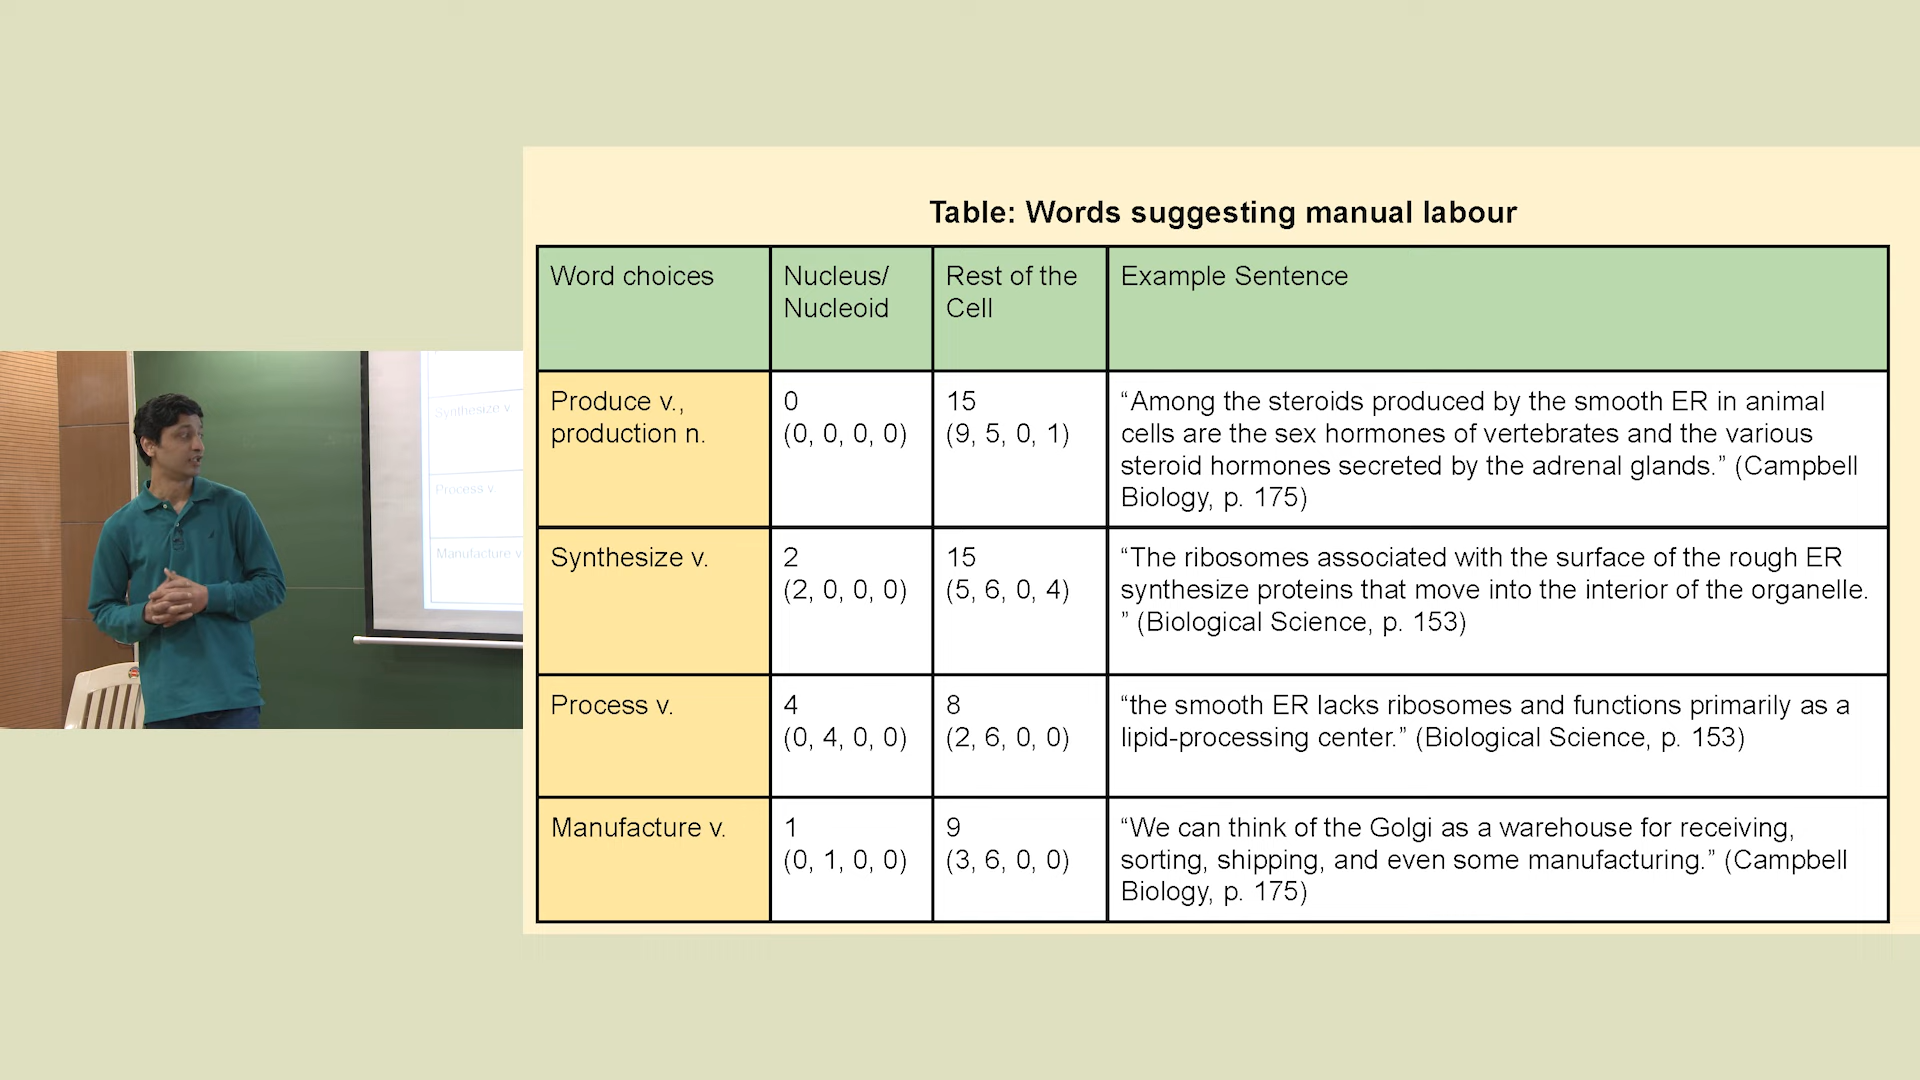 Table: Words suggesting manual labour
Word choices
Nucleus/
Nucleoid
Rest of the
Cell
Example Sentence
Produce v.,
production n.
0
(0, 0, 0, 0)
15
(9, 5, 0, 1)
“Among the steroids produced by the smooth ER in animal
cells are the sex hormones of vertebrates and the various
steroid hormones secreted by the adrenal glands.” (Campbell
Biology, p. 175)
Synthesize v.
2
(2, 0, 0, 0)
15
(5, 6, 0, 4)
“The ribosomes associated with the surface of the rough ER
synthesize proteins that move into the interior of the organelle.
” (Biological Science, p. 153)
Process v.
4
(0, 4, 0, 0)
8
(2, 6, 0, 0)
“the smooth ER lacks ribosomes and functions primarily as a
lipid-processing center.” (Biological Science, p. 153)
Manufacture v.
1
(0, 1, 0, 0)
9
(3, 6, 0, 0)
“We can think of the Golgi as a warehouse for receiving,
sorting, shipping, and even some manufacturing.” (Campbell
Biology, p. 175)
Synthesize v.
Process v.
Manufacture v